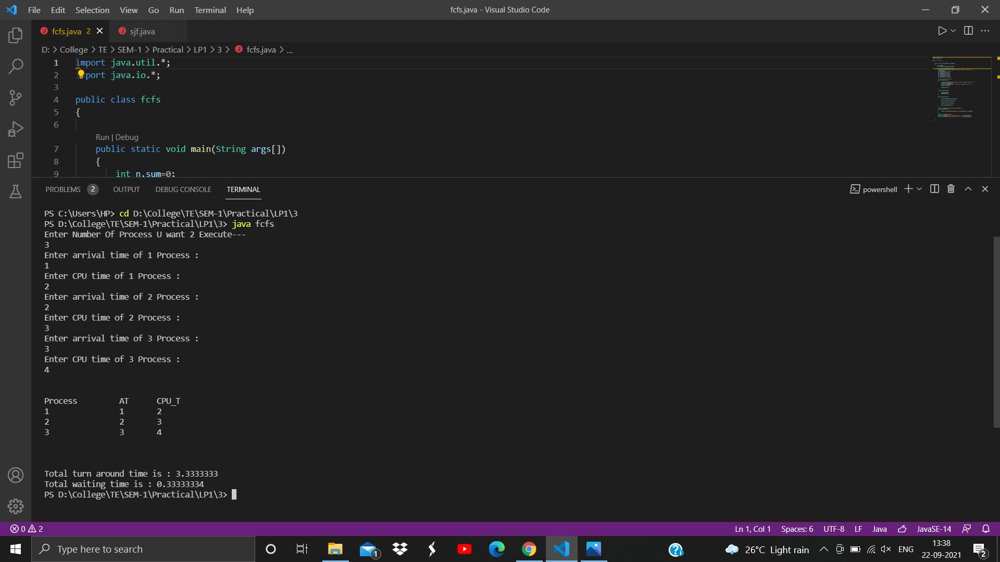 File Edit Selection View Go Run Terminal Help
fcfs.java - Visual Studio Code
fcfs.java 2
sjf.java
D: > College > TE > SEM-1 > Practical > LP1 > 3 > fcfs.java > ...
1 import java.util.*;
2 import java.io.*;
3
4 public class fcfs
5 {
6
Run | Debug
7 public static void main(String args[])
8 {
9 int n,sum=0;
PROBLEMS 2 OUTPUT DEBUG CONSOLE TERMINAL
powershell
PS C:\Users\HP> cd D:\College\TE\SEM-1\Practical\LP1\3
PS D:\College\TE\SEM-1\Practical\LP1\3> java fcfs
Enter Number Of Process U want 2 Execute---
3
Enter arrival time of 1 Process :
1
Enter CPU time of 1 Process :
2
Enter arrival time of 2 Process :
2
Enter CPU time of 2 Process :
3
Enter arrival time of 3 Process :
3
Enter CPU time of 3 Process :
4
Process AT CPU_T
1 1 2
2 2 3
3 3 4
Total turn around time is : 3.3333333
Total waiting time is : 0.33333334
PS D:\College\TE\SEM-1\Practical\LP1\3>
0 2
Ln 1, Col 1 Spaces: 6 UTF-8 LF Java JavaSE-14
Type here to search
1
26°C Light rain
ENG
13:38
22-09-2021
2